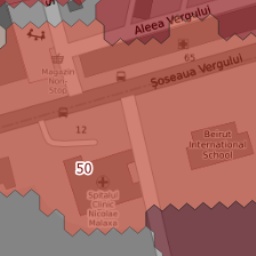 Aleea Vergului
65
Șoseaua Vergului
Magazin
Non-
Stop
12
Beirut
International
School
50
Spitalul
Clinic
Nicolae
Malaxa